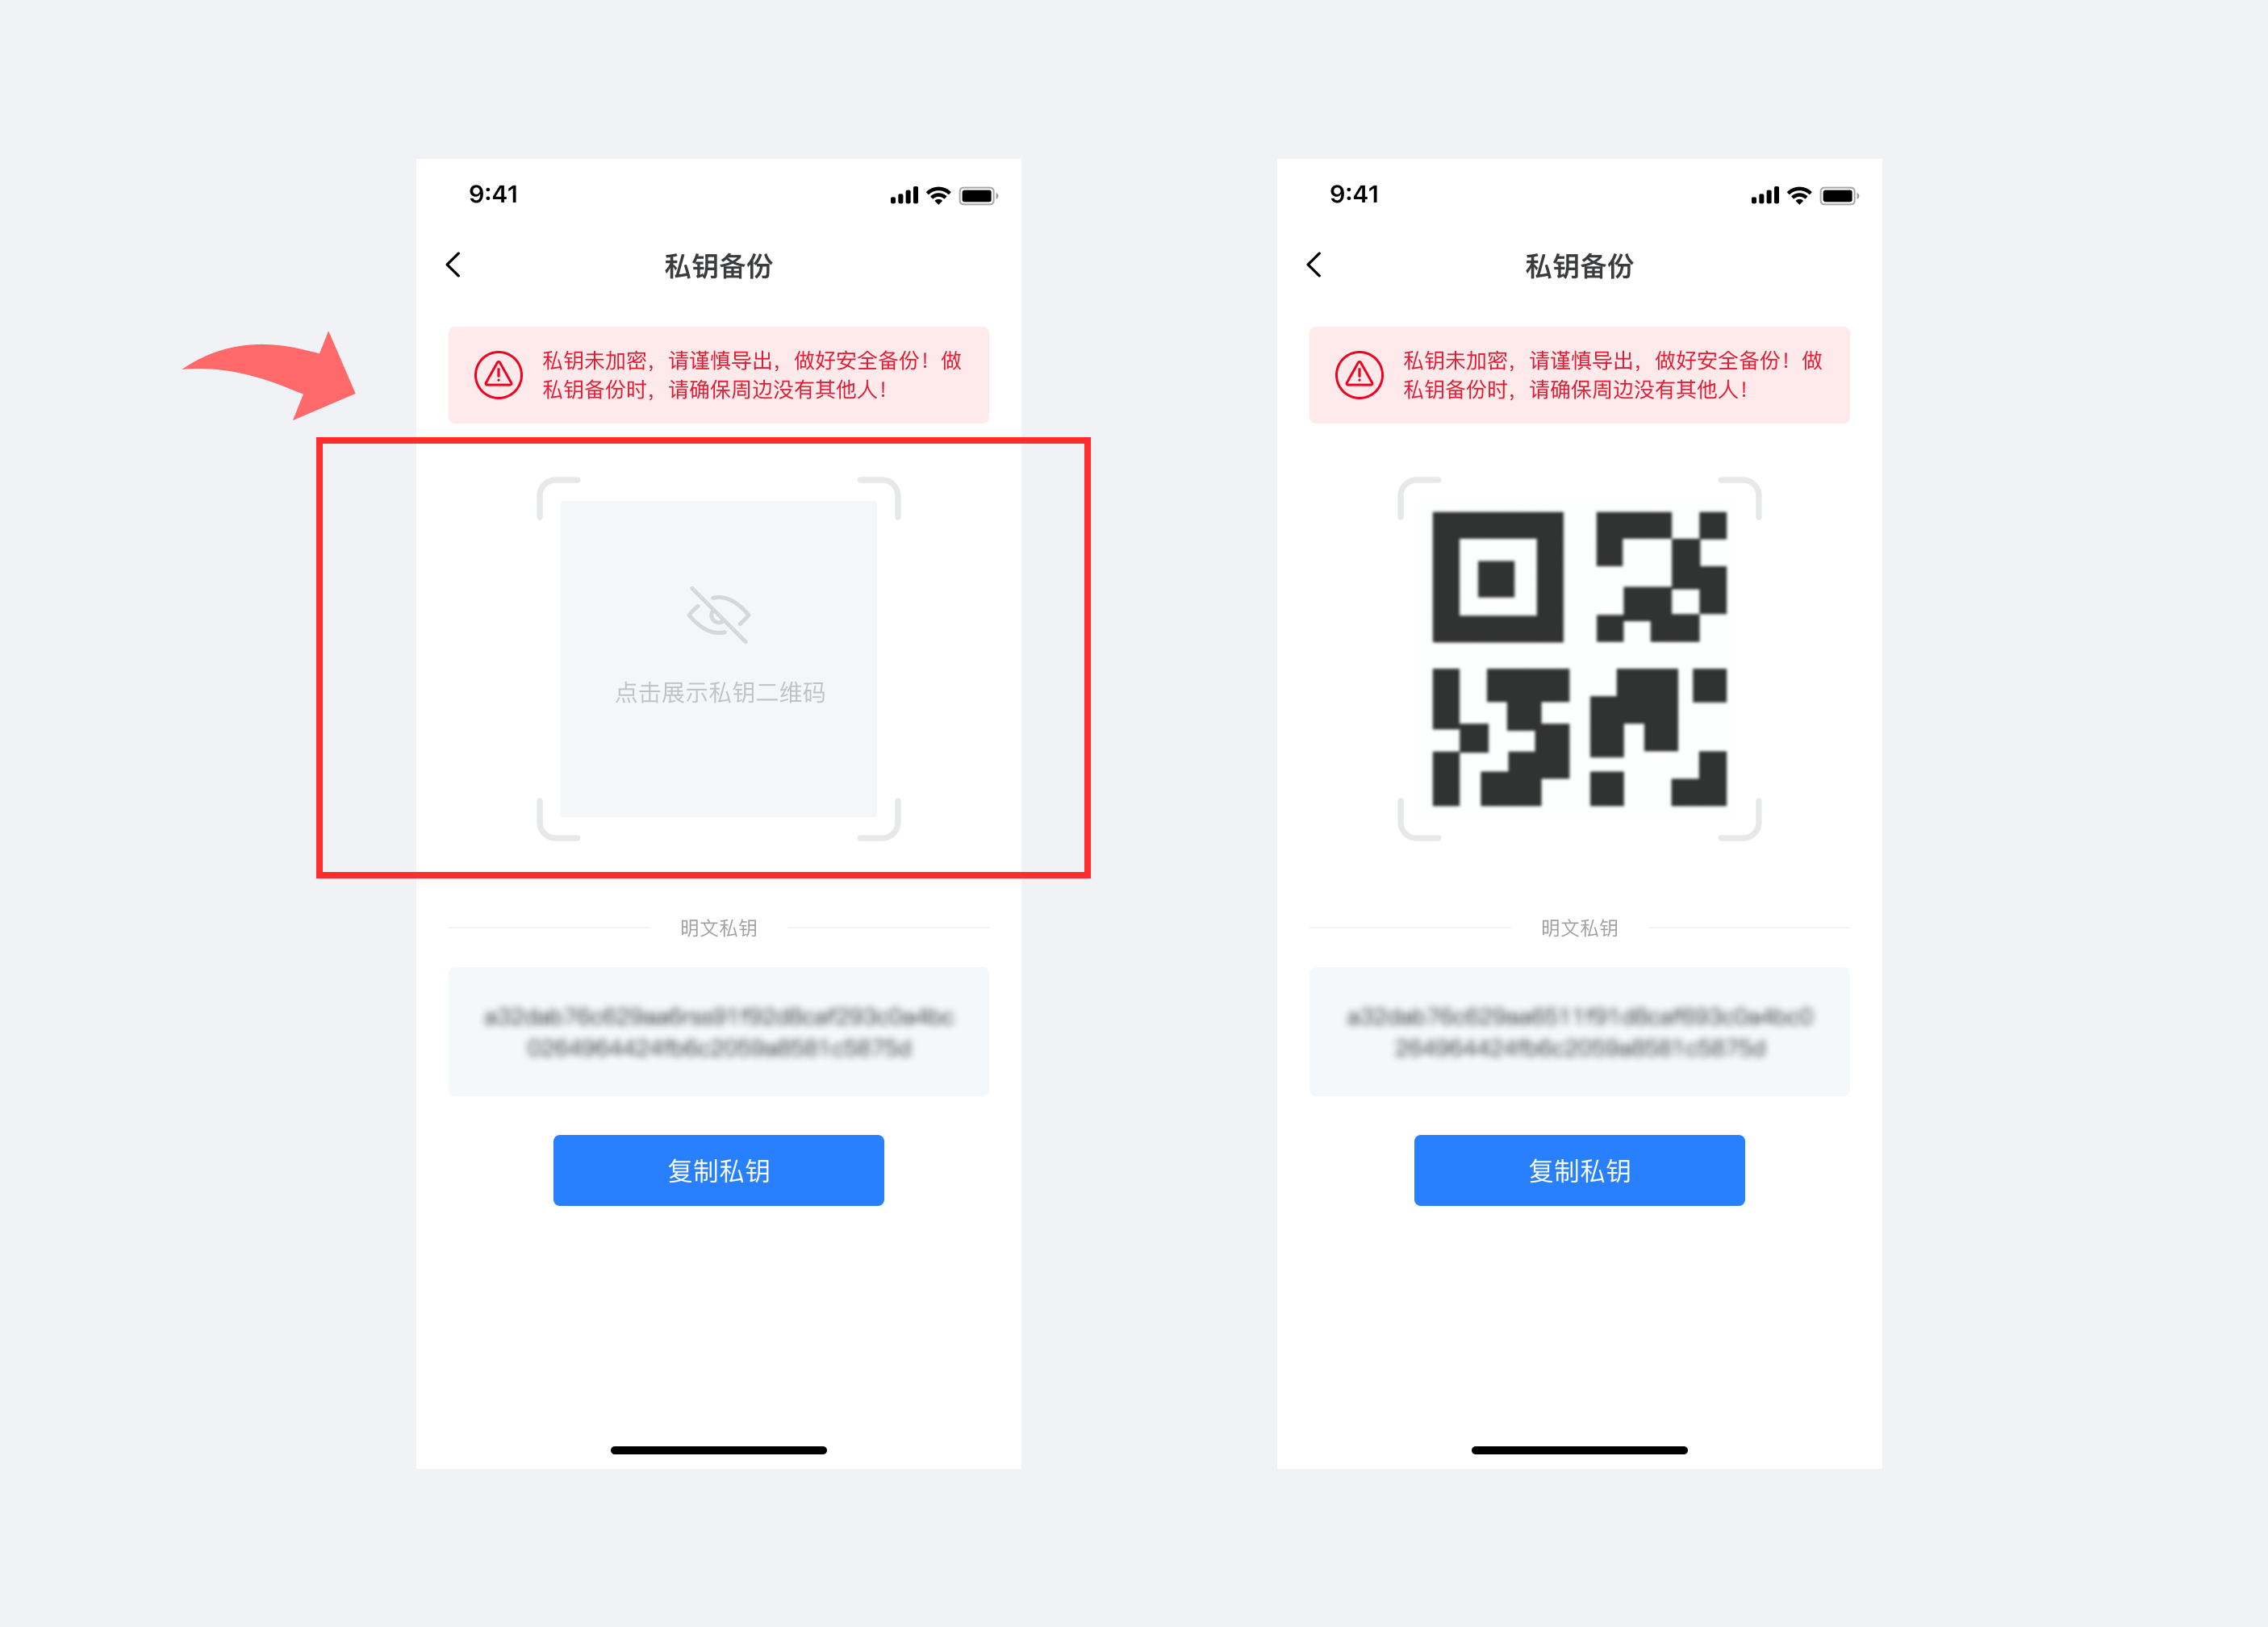 9:41
私钥备份
私钥未加密，请谨慎导出，做好安全备份！做
私钥备份时，请确保周边没有其他人！
点击展示私钥二维码
明文私钥
复制私钥
9:41
私钥备份
私钥未加密，请谨慎导出，做好安全备份！做
私钥备份时，请确保周边没有其他人！
明文私钥
复制私钥